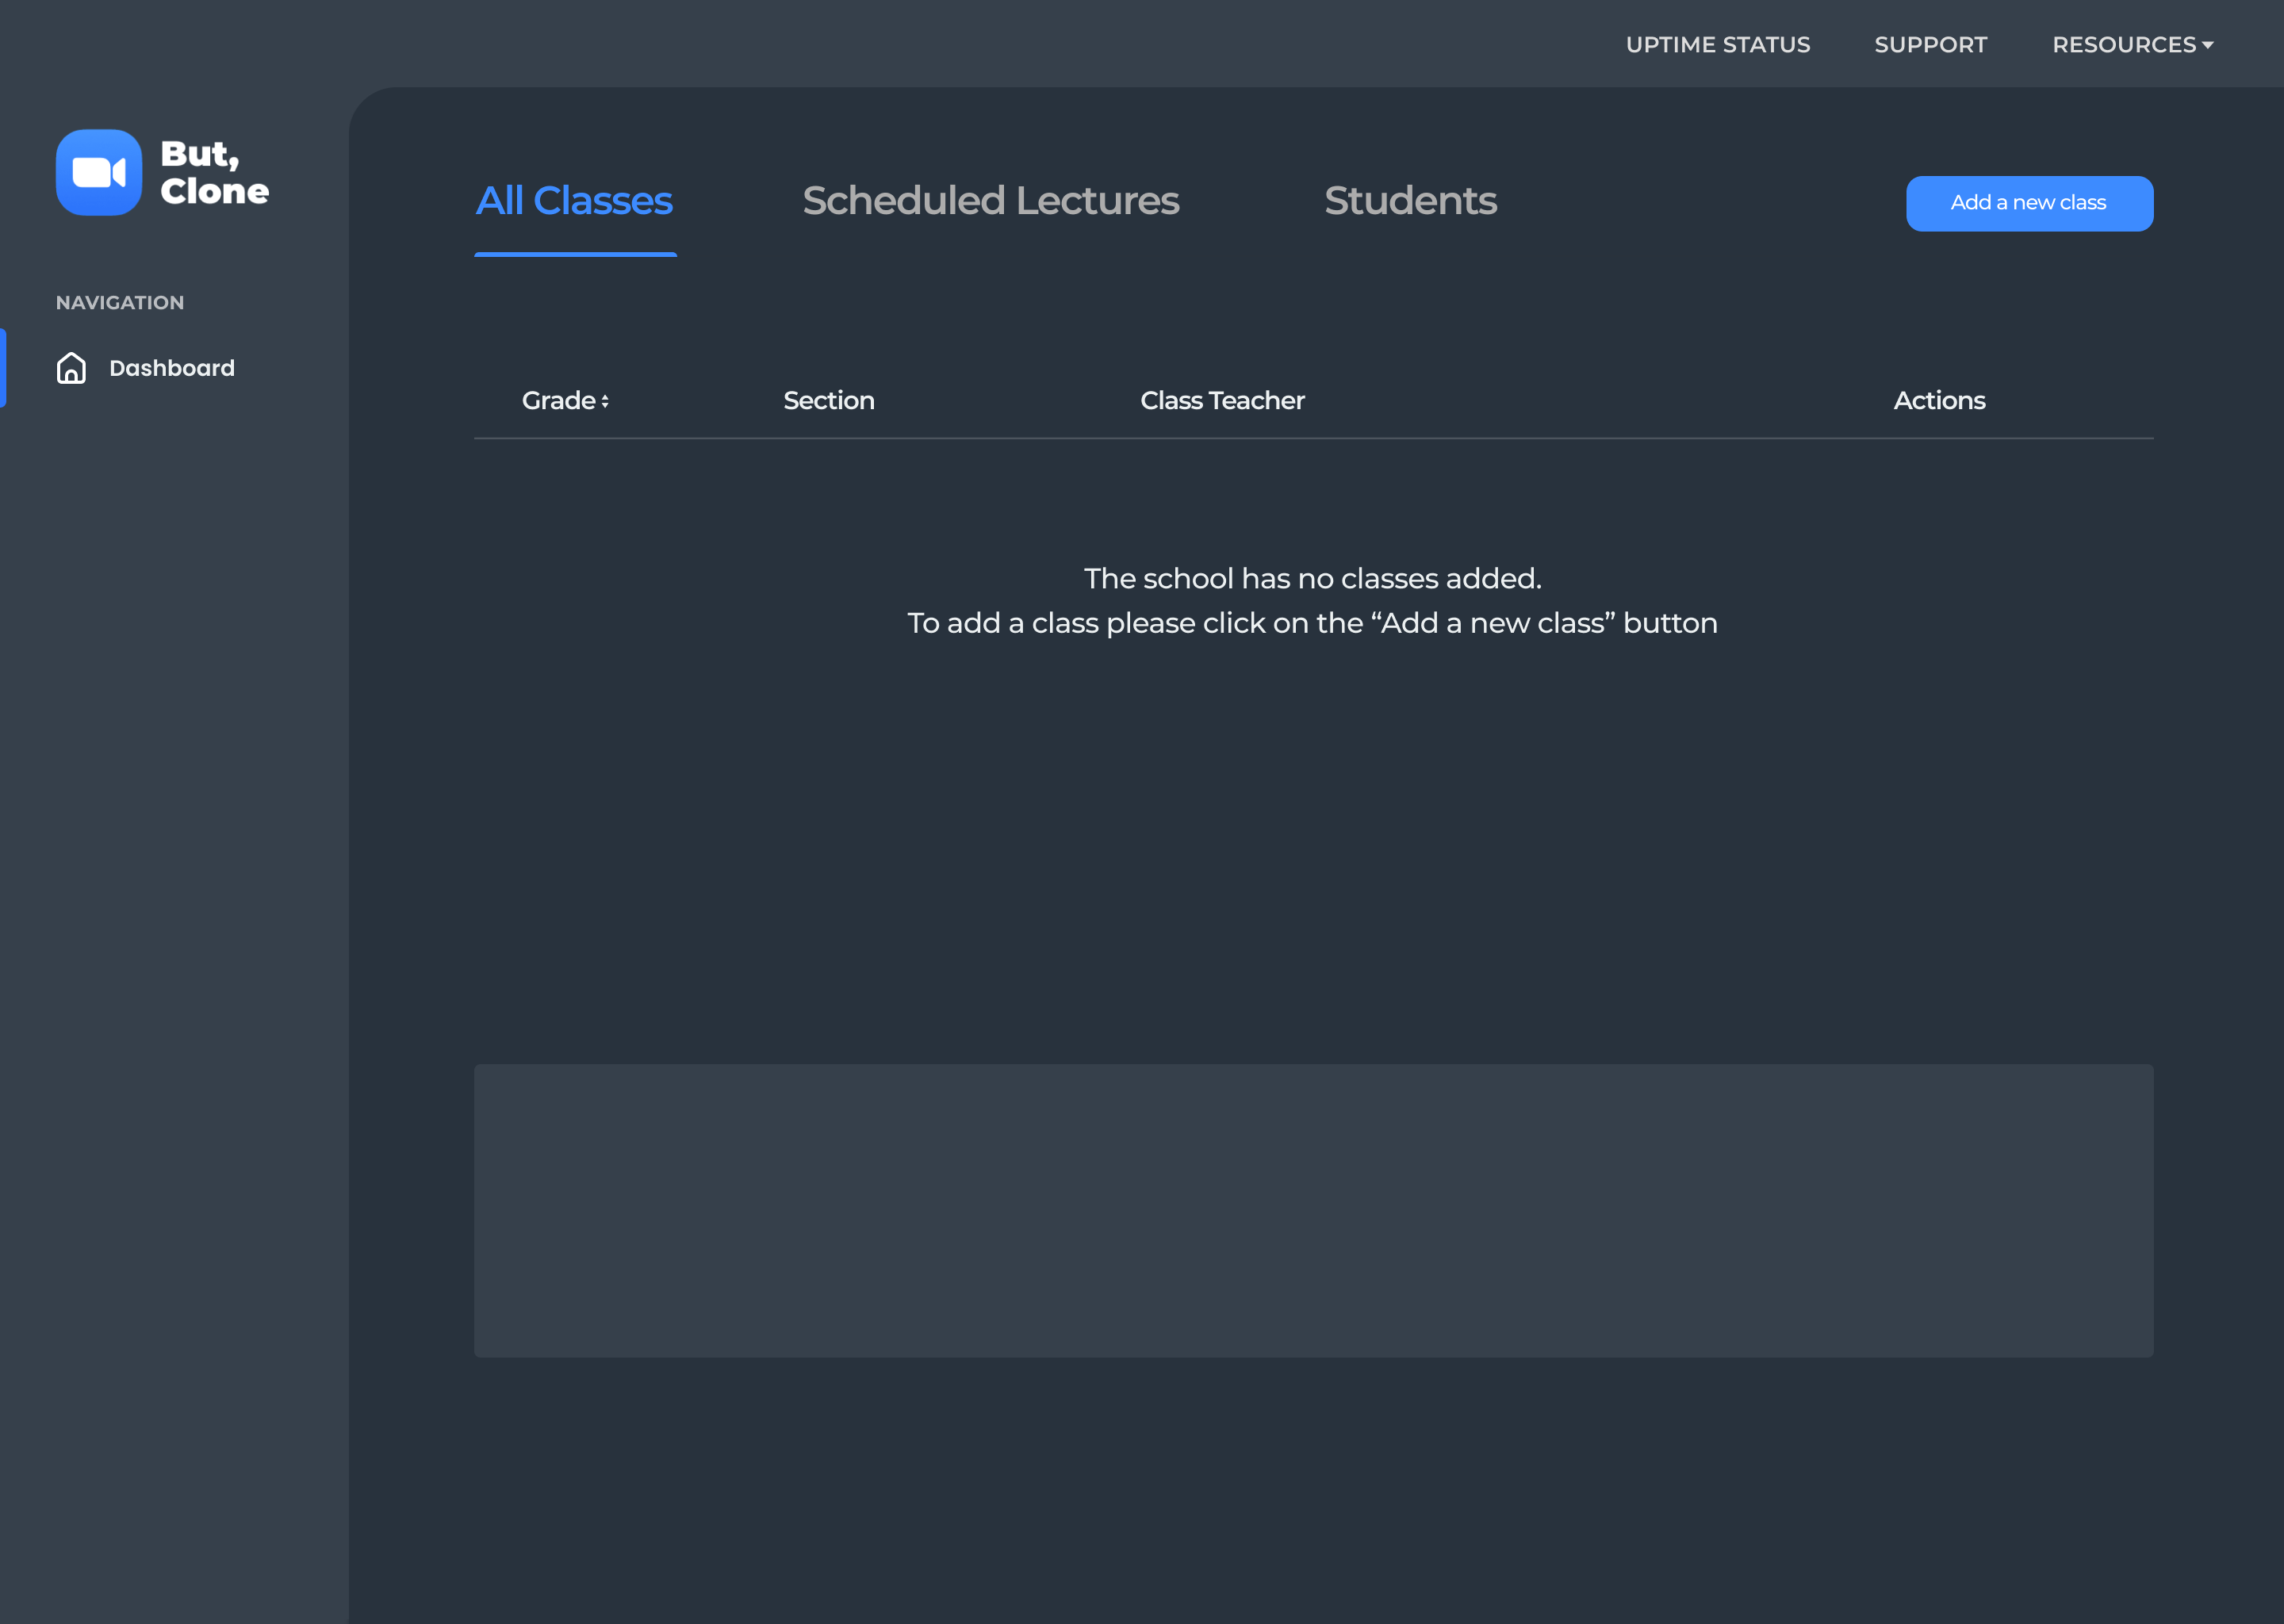 UPTIME STATUS SUPPORT RESOURCES
But,
Clone
All Classes Scheduled Lectures Students Add a new class
NAVIGATION
Dashboard
Grade Section Class Teacher Actions
The school has no classes added.
To add a class please click on the “Add a new class” button